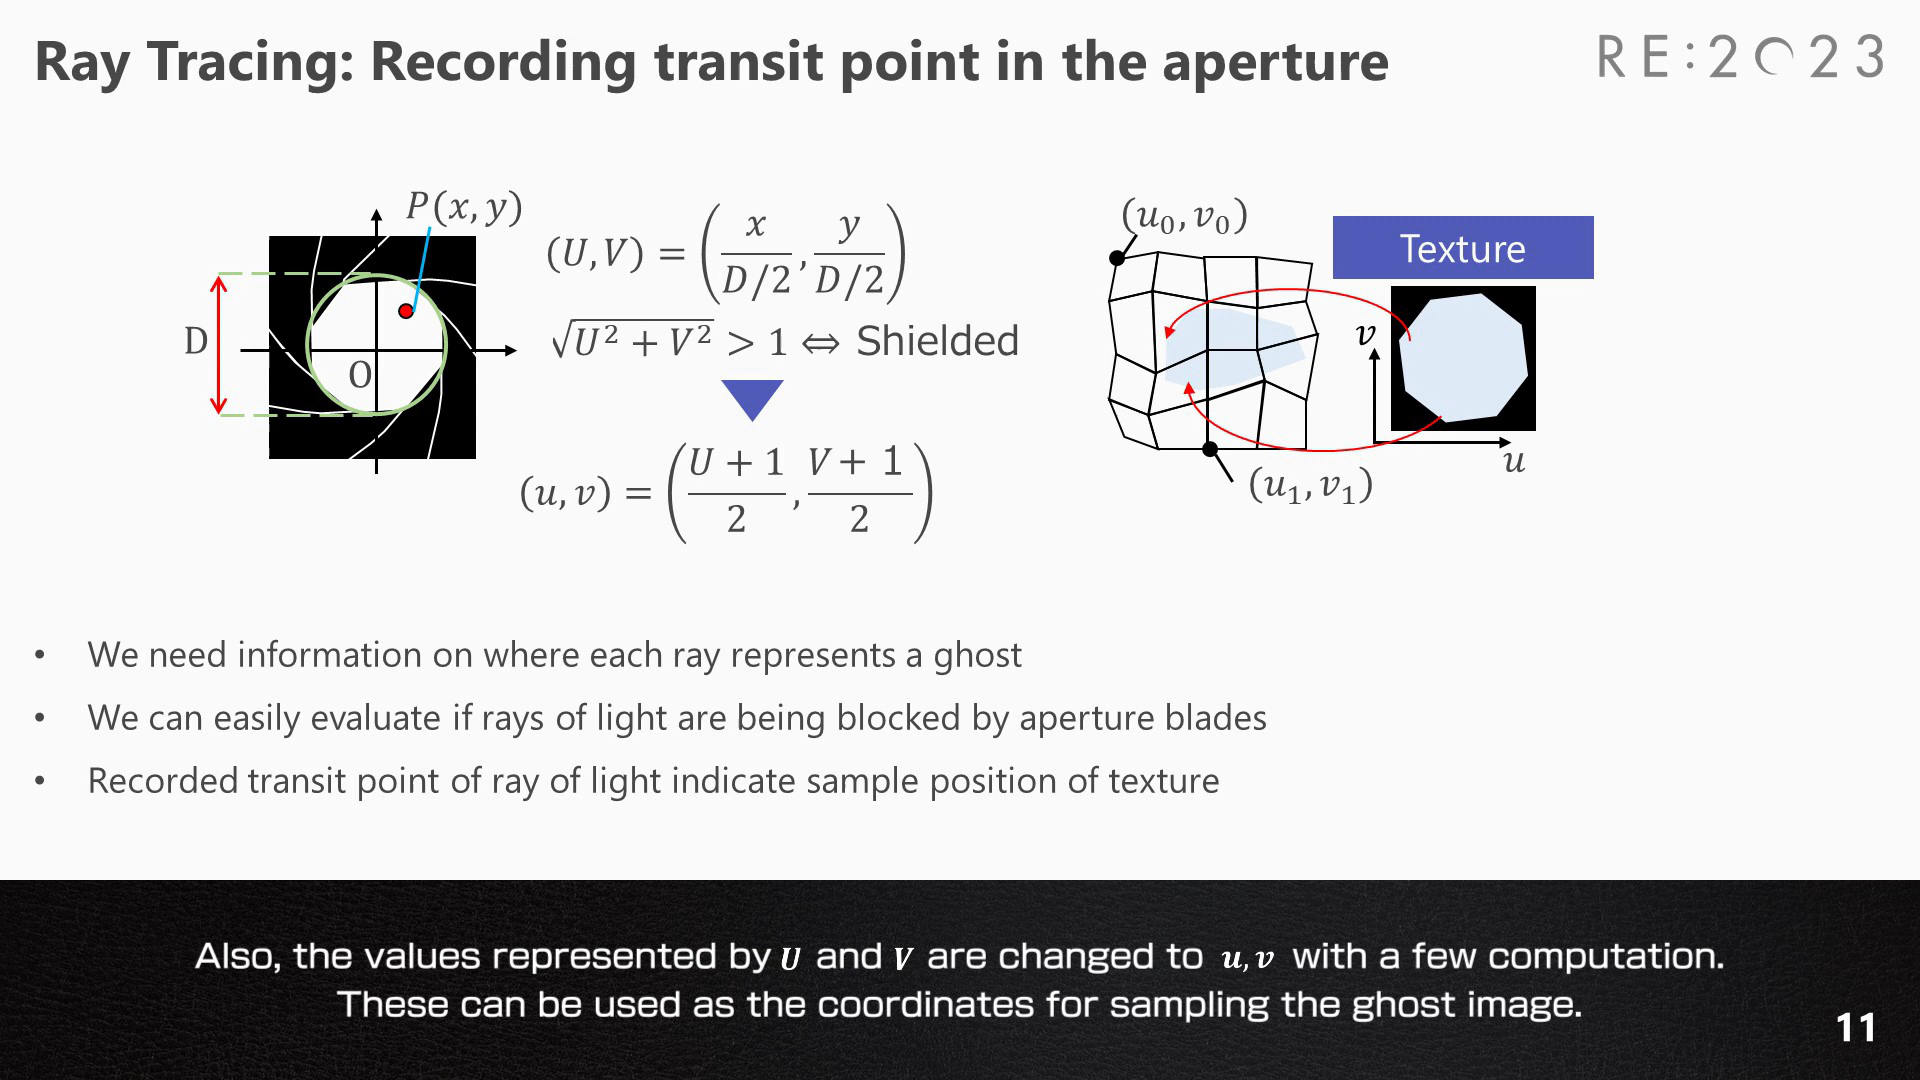 Ray Tracing: Recording transit point in the aperture
RE:2023
P(x, y)
D
O
(U, V) = (x/(D/2), y/(D/2))
√(U² + V²) > 1 ⇔ Shielded
(u, v) = ((U + 1)/2, (V + 1)/2)
(u₀, v₀)
(u₁, v₁)
Texture
v
u
• We need information on where each ray represents a ghost
• We can easily evaluate if rays of light are being blocked by aperture blades
• Recorded transit point of ray of light indicate sample position of texture
Also, the values represented by U and V are changed to u, v with a few computation.
These can be used as the coordinates for sampling the ghost image.
11